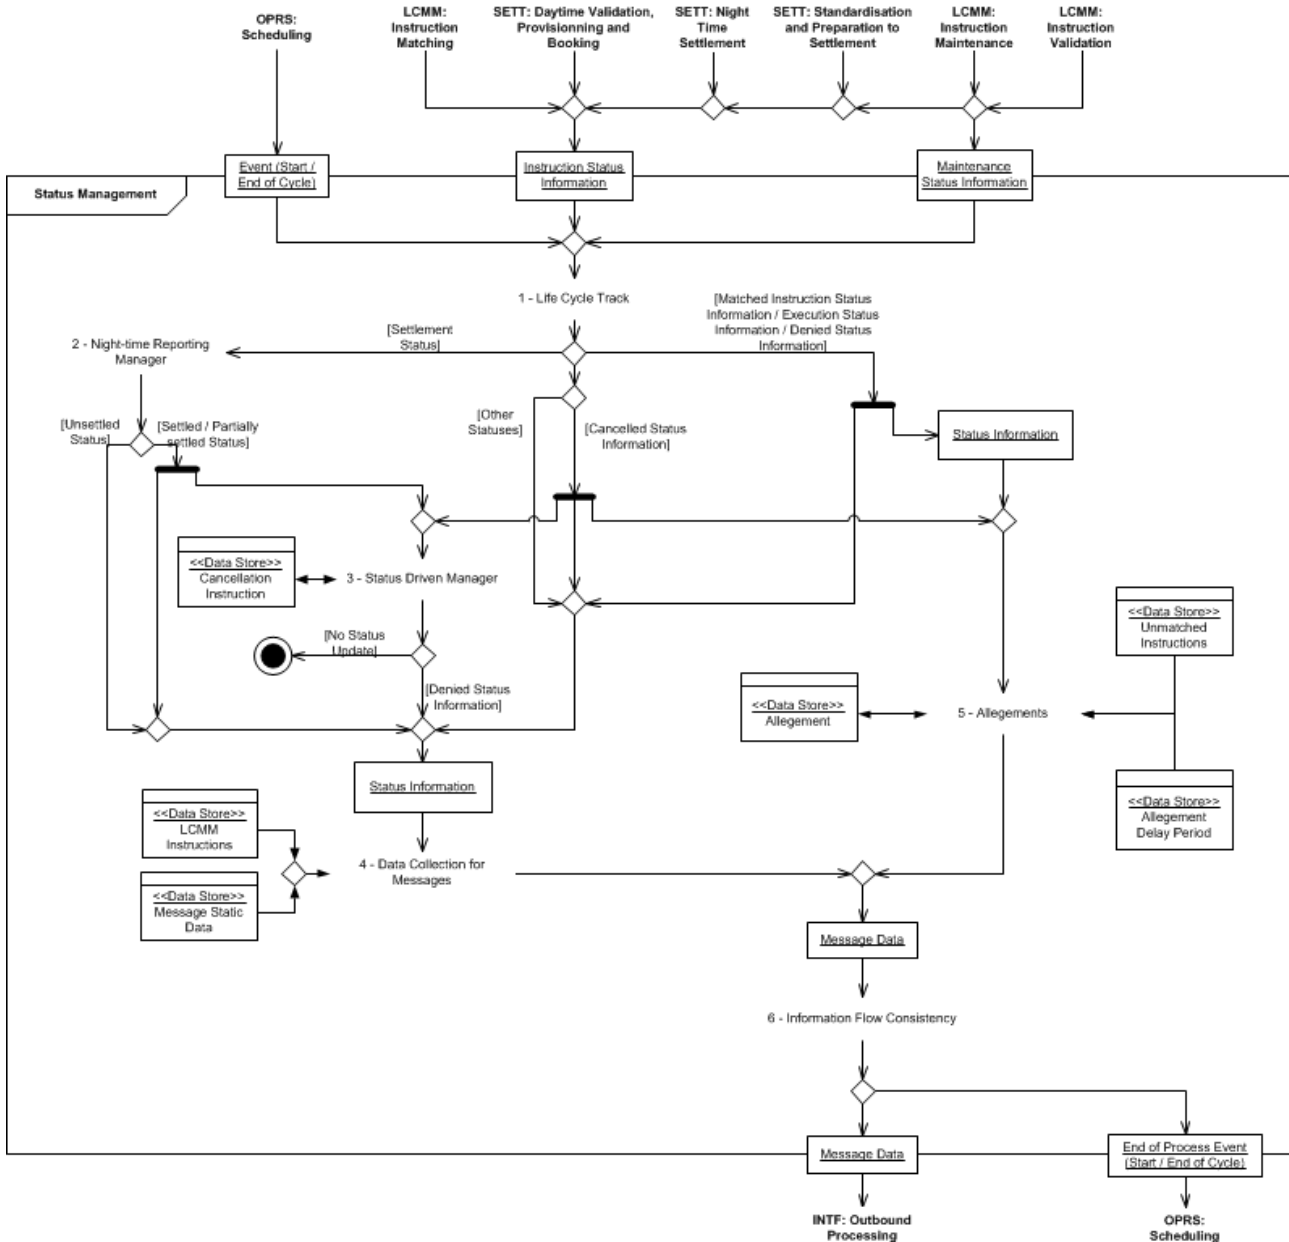 OPRS:
Scheduling
LCMM:
Instruction
Matching
SETT: Daytime Validation,
Provisionning and
Booking
SETT: Night
Time
Settlement
SETT: Standardisation
and Preparation to
Settlement
LCMM:
Instruction
Maintenance
LCMM:
Instruction
Validation
Event (Start /
End of Cycle)
Instruction Status
Information
Maintenance
Status Information
Status Management
1 - Life Cycle Track
[Matched Instruction Status
Information / Execution Status
Information / Denied Status
Information]
[Settlement
Status]
2 - Night-time Reporting
Manager
[Unsettled
Status]
[Settled / Partially
settled Status]
[Other
Statuses]
[Cancelled Status
Information]
Status Information
<<Data Store>>
Cancellation
Instruction
3 - Status Driven Manager
[No Status
Update]
[Denied Status
Information]
<<Data Store>>
Unmatched
Instructions
<<Data Store>>
Allegement
5 - Allegements
<<Data Store>>
Allegement
Delay Period
Status Information
<<Data Store>>
LCMM
Instructions
4 - Data Collection for
Messages
<<Data Store>>
Message Static
Data
Message Data
6 - Information Flow Consistency
Message Data
End of Process Event
(Start / End of Cycle)
INTF: Outbound
Processing
OPRS:
Scheduling